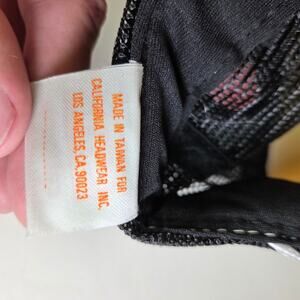 MADE IN TAIWAN FOR
CALIFORNIA HEADWEAR INC.
LOS ANGELES, CA. 90023